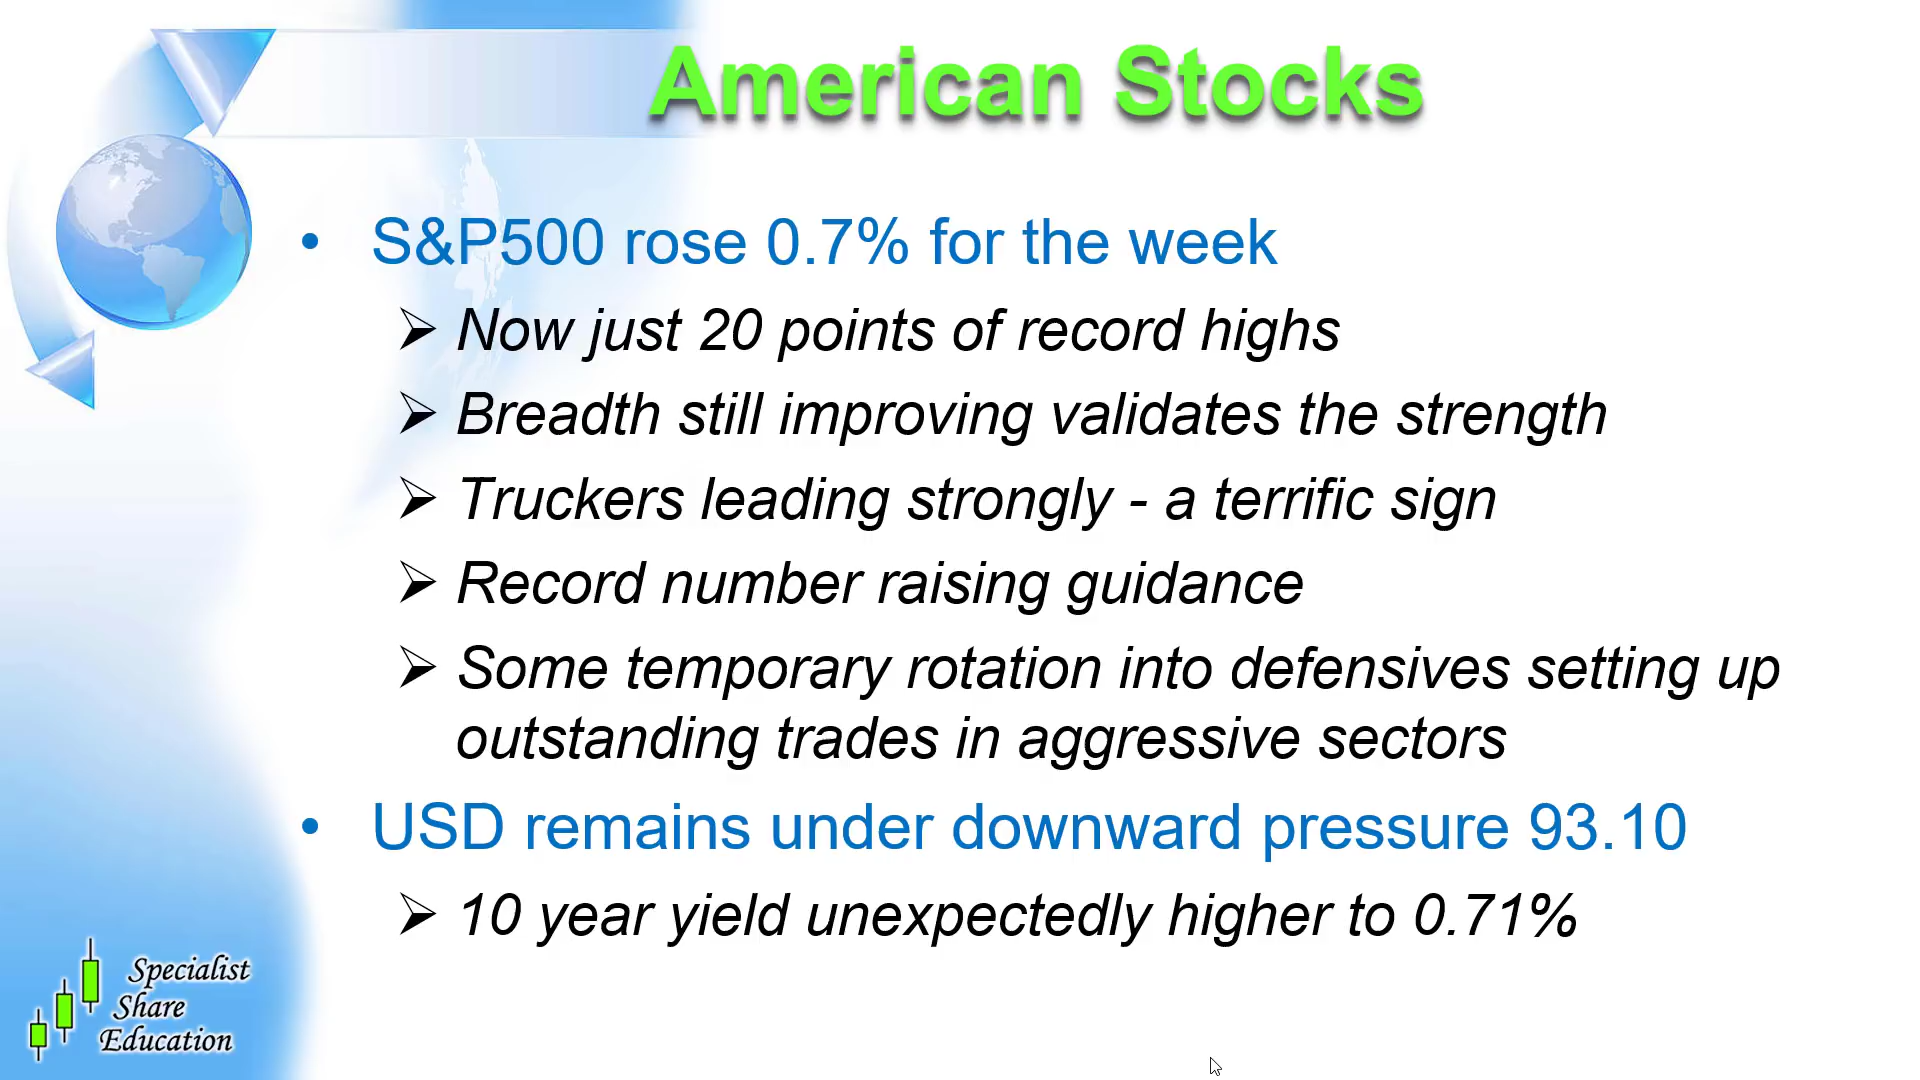 American Stocks
• S&P500 rose 0.7% for the week
➢ Now just 20 points of record highs
➢ Breadth still improving validates the strength
➢ Truckers leading strongly - a terrific sign
➢ Record number raising guidance
➢ Some temporary rotation into defensives setting up
outstanding trades in aggressive sectors
• USD remains under downward pressure 93.10
➢ 10 year yield unexpectedly higher to 0.71%
Specialist
Share
Education